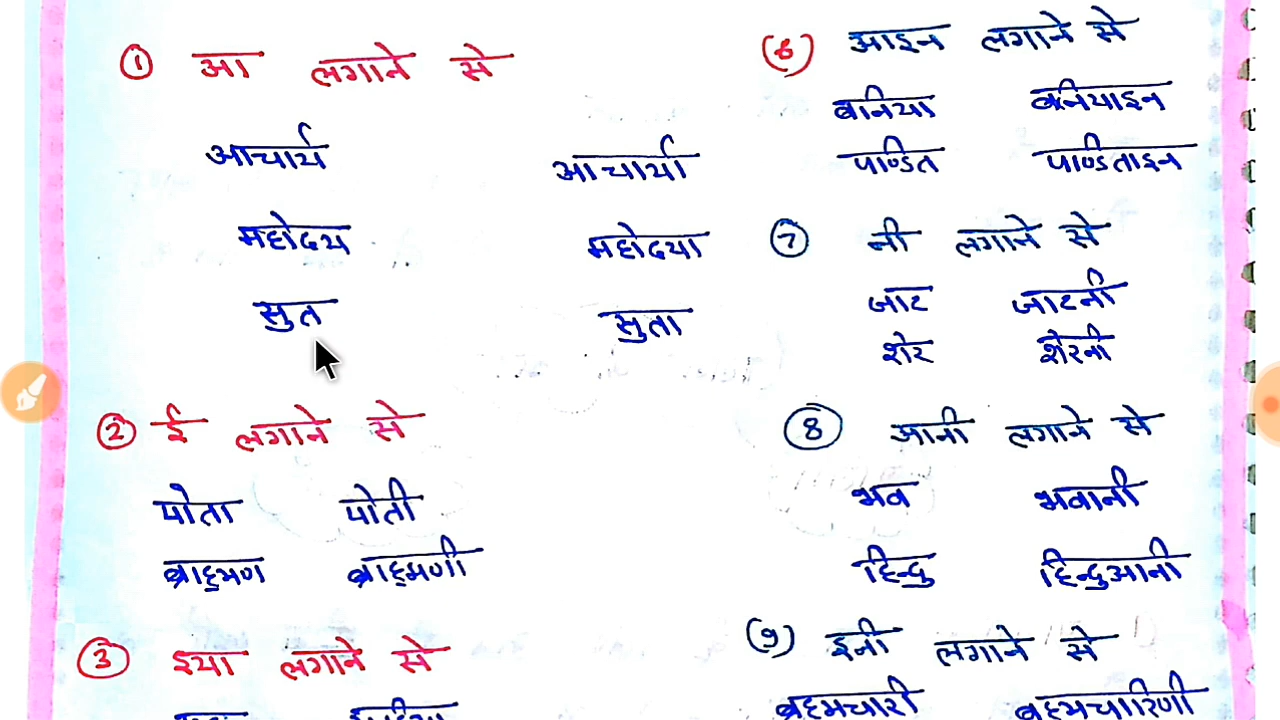 ① आ लगाने से
आचार्य आचार्या
महोदय महोदया
सुत सुता
② ई लगाने से
पोता पोती
ब्राह्मण ब्राह्मणी
③ इया लगाने से
(6) आइन लगाने से
बनिया बनियाइन
पण्डित पण्डिताइन
⑦ नी लगाने से
जाट जाटनी
शेर शेरनी
⑧ आनी लगाने से
भव भवानी
हिन्दु हिन्दुआनी
(9) इनी लगाने से
ब्रह्मचारी ब्रह्मचारिणी